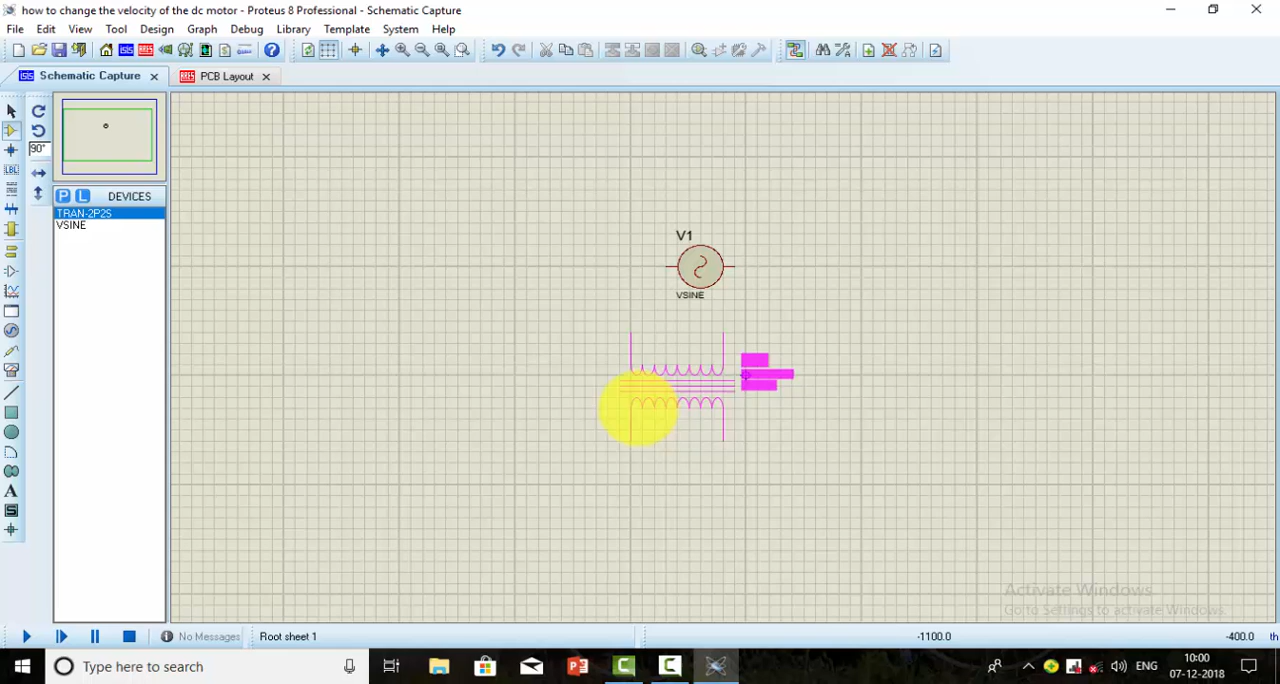 how to change the velocity of the dc motor - Proteus 8 Professional - Schematic Capture
File Edit View Tool Design Graph Debug Library Template System Help
Schematic Capture PCB Layout
90°
P L DEVICES
TRAN-2P2S
VSINE
LBL
A
S
V1
VSINE
Activate Windows
Go to Settings to activate Windows.
No Messages Root sheet 1 -1100.0 -400.0 th
Type here to search
ENG
10:00
07-12-2018